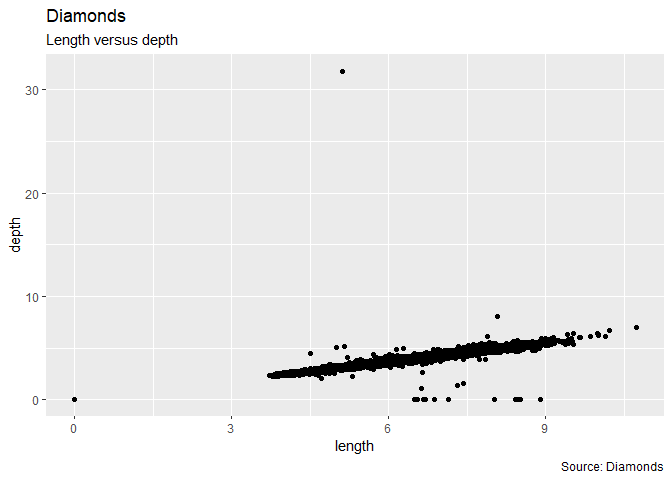 Diamonds
Length versus depth
30
20
10
0
depth
0 3 6 9
length
Source: Diamonds